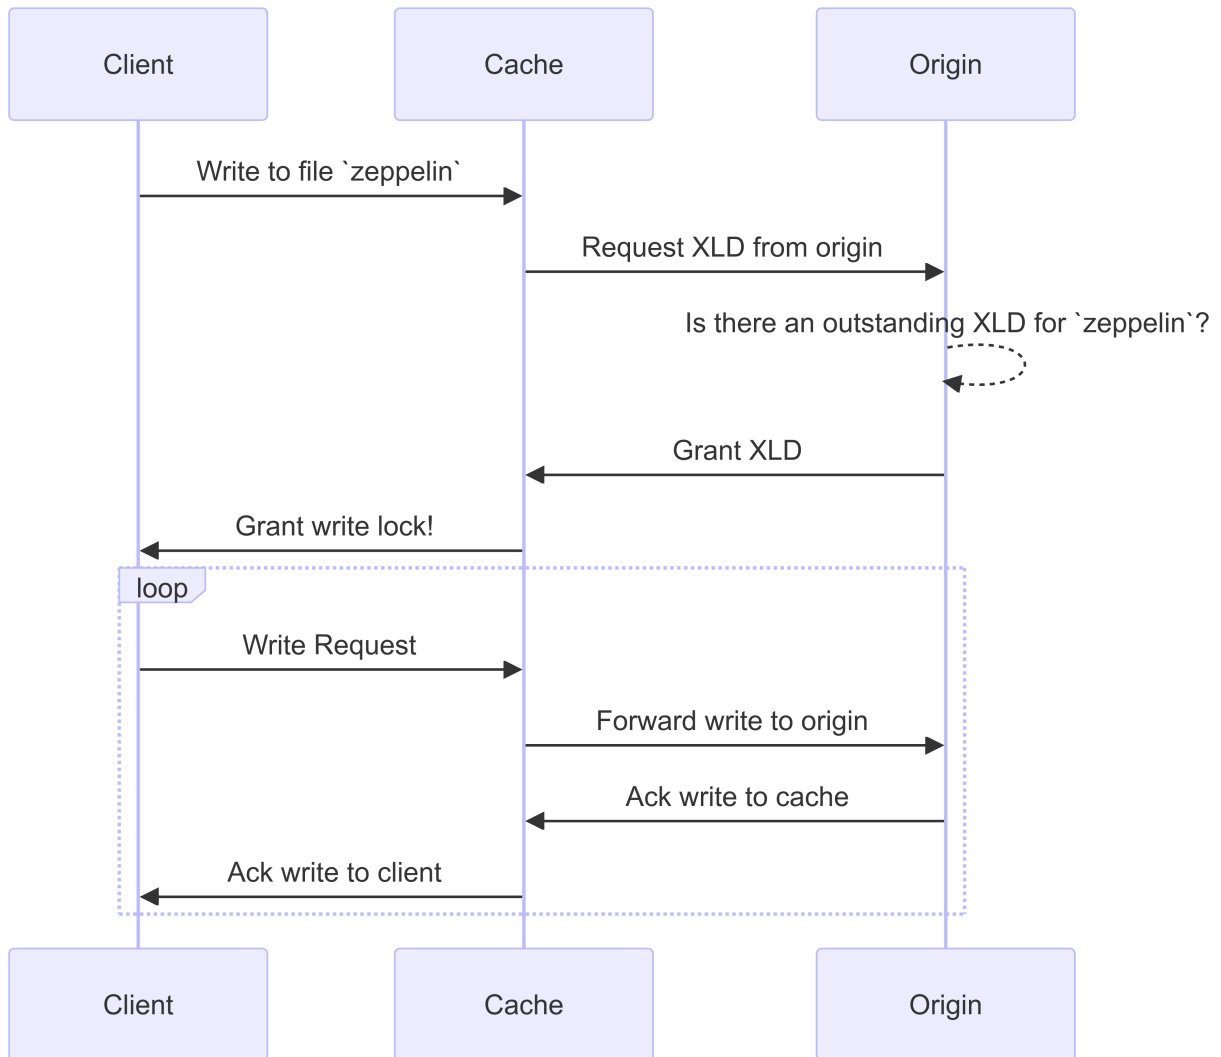 Client
Cache
Origin
Write to file `zeppelin`
Request XLD from origin
Is there an outstanding XLD for `zeppelin`?
Grant XLD
Grant write lock!
loop
Write Request
Forward write to origin
Ack write to cache
Ack write to client
Client
Cache
Origin